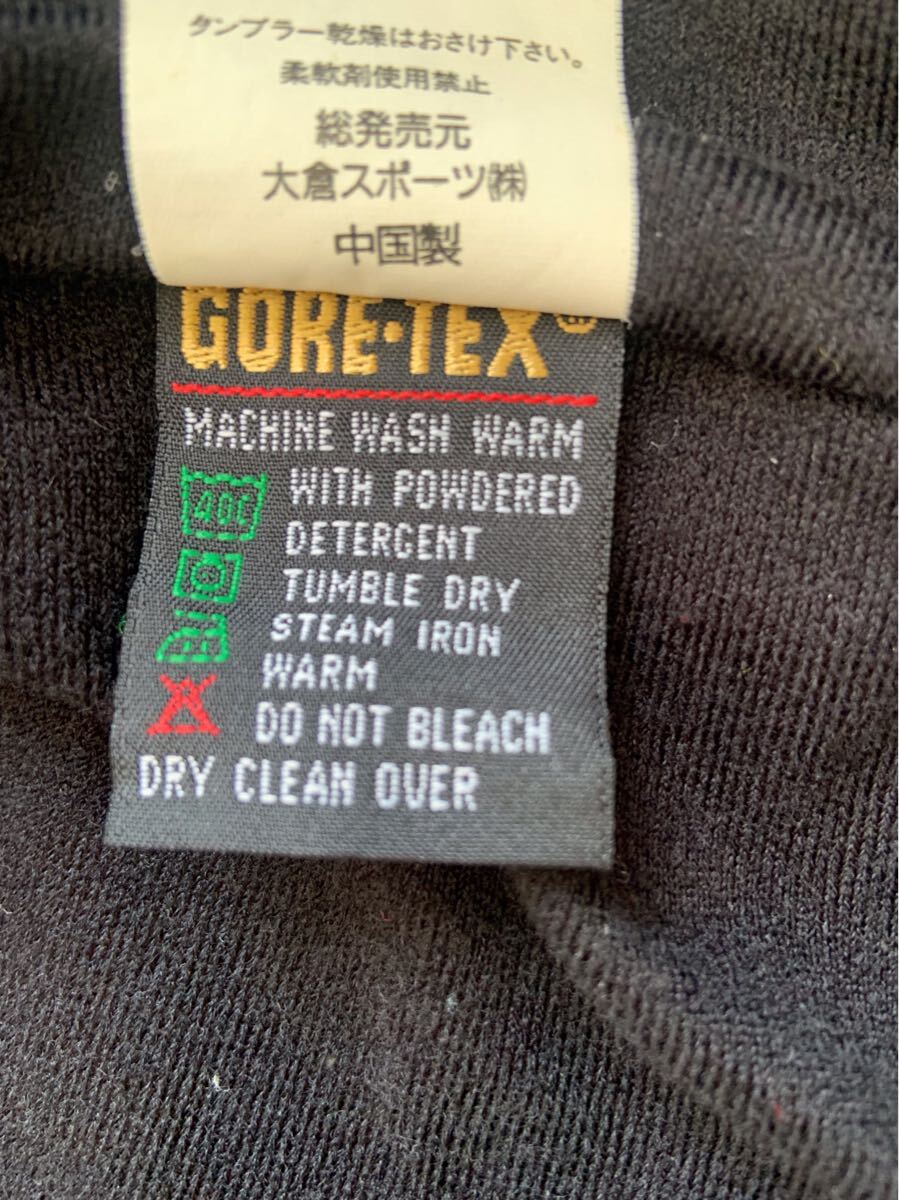 タンブラー乾燥はおさけ下さい。
柔軟剤使用禁止
総発売元
大倉スポーツ㈱
中国製
GORE-TEX®
MACHINE WASH WARM
40C WITH POWDERED
DETERGENT
TUMBLE DRY
STEAM IRON
WARM
DO NOT BLEACH
DRY CLEAN OVER